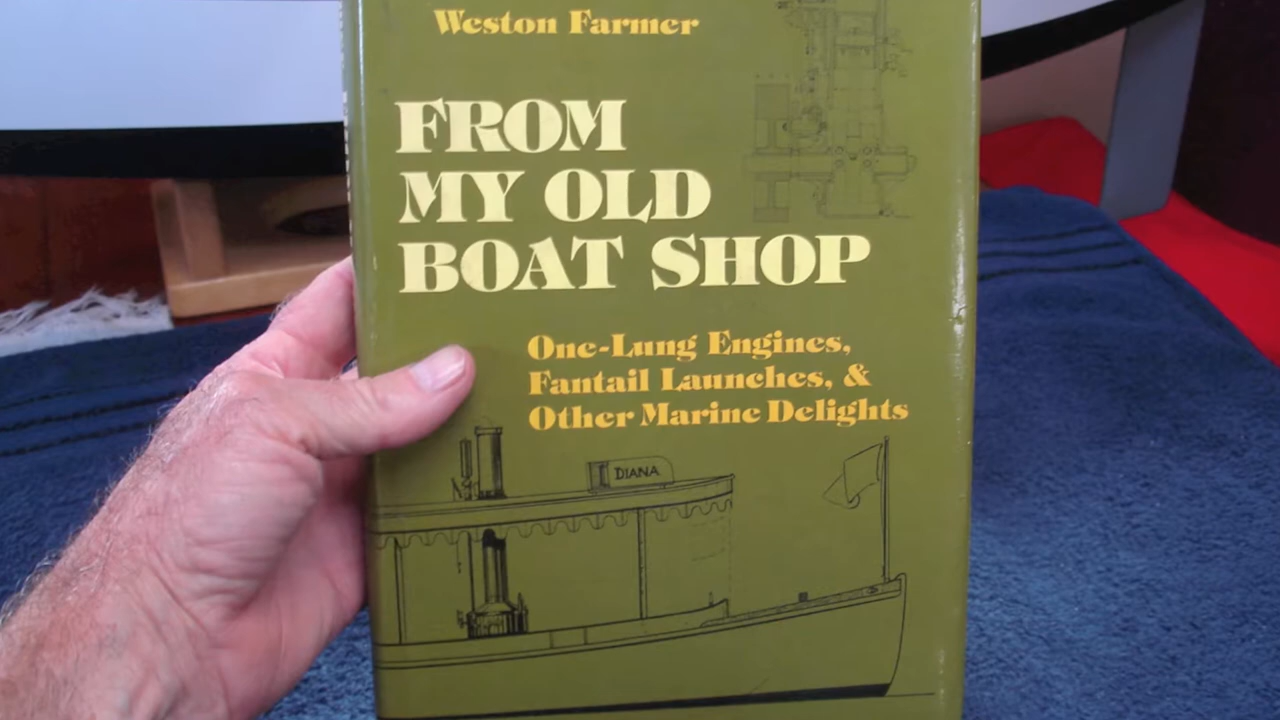 Weston Farmer
FROM
MY OLD
BOAT SHOP
One-Lung Engines,
Fantail Launches, &
Other Marine Delights
DIANA